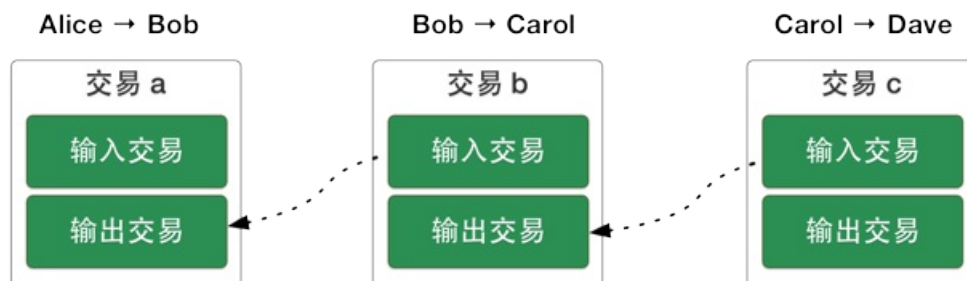 Alice → Bob
Bob → Carol
Carol → Dave
交易 a
交易 b
交易 c
输入交易
输入交易
输入交易
输出交易
输出交易
输出交易